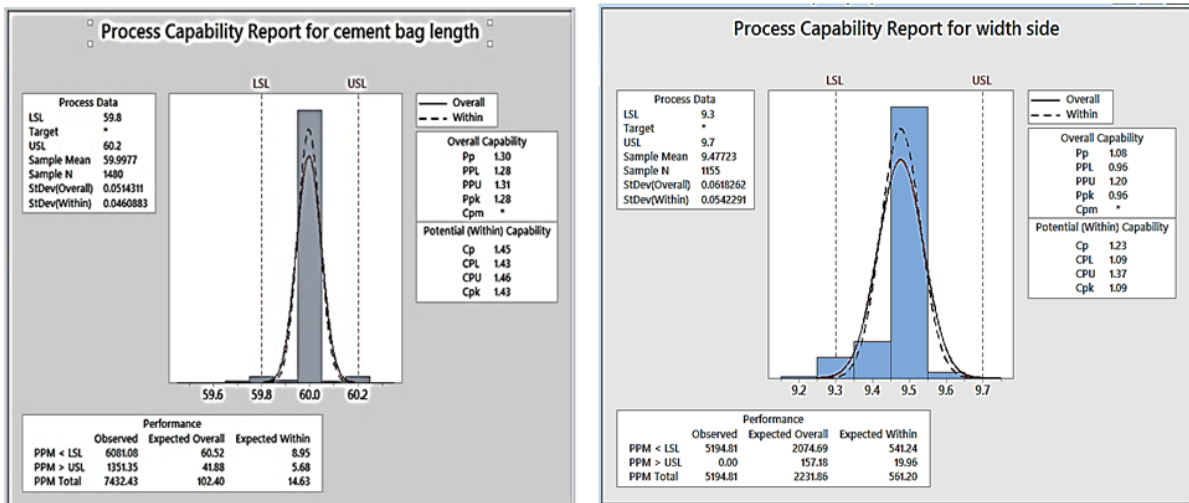 Process Capability Report for cement bag length
LSL USL
Process Data
LSL 59.8
Target *
USL 60.2
Sample Mean 59.9977
Sample N 1480
StDev(Overall) 0.0514311
StDev(Within) 0.0460883
Overall
Within
Overall Capability
Pp 1.30
PPL 1.28
PPU 1.31
Ppk 1.28
Cpm *
Potential (Within) Capability
Cp 1.45
CPL 1.43
CPU 1.46
Cpk 1.43
59.6 59.8 60.0 60.2
Performance
Observed Expected Overall Expected Within
PPM < LSL 6081.08 60.52 8.95
PPM > USL 1351.35 41.88 5.68
PPM Total 7432.43 102.40 14.63
Process Capability Report for width side
LSL USL
Process Data
LSL 9.3
Target *
USL 9.7
Sample Mean 9.47723
Sample N 1155
StDev(Overall) 0.0618262
StDev(Within) 0.0542291
Overall
Within
Overall Capability
Pp 1.08
PPL 0.96
PPU 1.20
Ppk 0.96
Cpm *
Potential (Within) Capability
Cp 1.23
CPL 1.09
CPU 1.37
Cpk 1.09
9.2 9.3 9.4 9.5 9.6 9.7
Performance
Observed Expected Overall Expected Within
PPM < LSL 5194.81 2074.69 541.24
PPM > USL 0.00 157.18 19.96
PPM Total 5194.81 2231.86 561.20